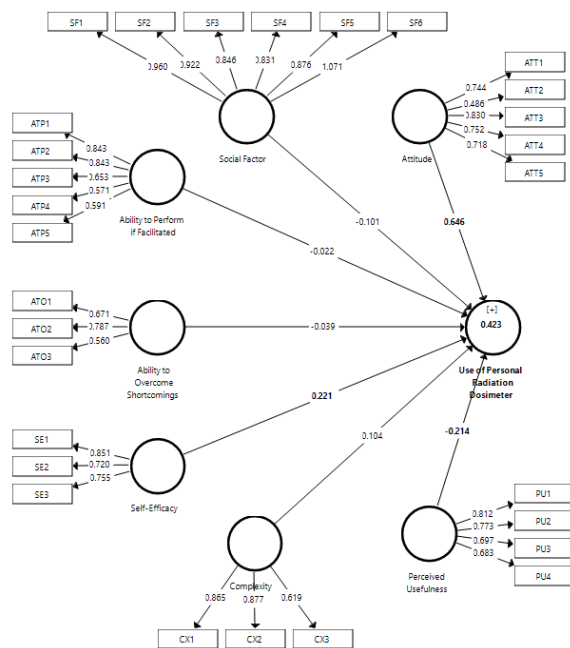 SF1 SF2 SF3 SF4 SF5 SF6
0.960 0.922 0.846 0.831 0.876 1.071
Social Factor
ATT1
ATT2
ATT3
ATT4
ATT5
0.744
0.486
0.830
0.752
0.718
Attitude
ATP1
ATP2
ATP3
ATP4
ATP5
0.843
0.843
0.653
0.571
0.591
Ability to Perform
if Facilitated
-0.101
0.646
-0.022
ATO1
ATO2
ATO3
0.671
0.787
0.560
Ability to
Overcome
Shortcomings
-0.039
[+]
0.423
Use of Personal
Radiation
Dosimeter
0.221
SE1
SE2
SE3
0.851
0.720
0.755
Self-Efficacy
0.104
-0.214
PU1
PU2
PU3
PU4
0.812
0.773
0.697
0.683
Perceived
Usefulness
Complexity
0.865 0.877 0.619
CX1 CX2 CX3